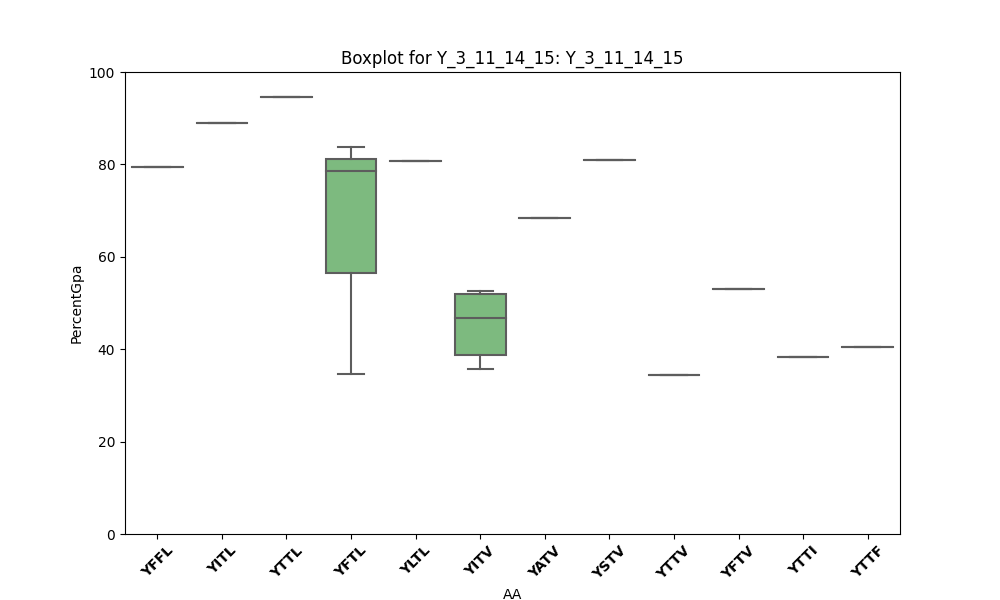 Boxplot for Y_3_11_14_15: Y_3_11_14_15
100
80
60
40
20
0
PercentGpa
YFFL
YITL
YTTL
YFTL
YLTL
YITV
YATV
YSTV
YTTV
YFTV
YTTI
YTTF
AA